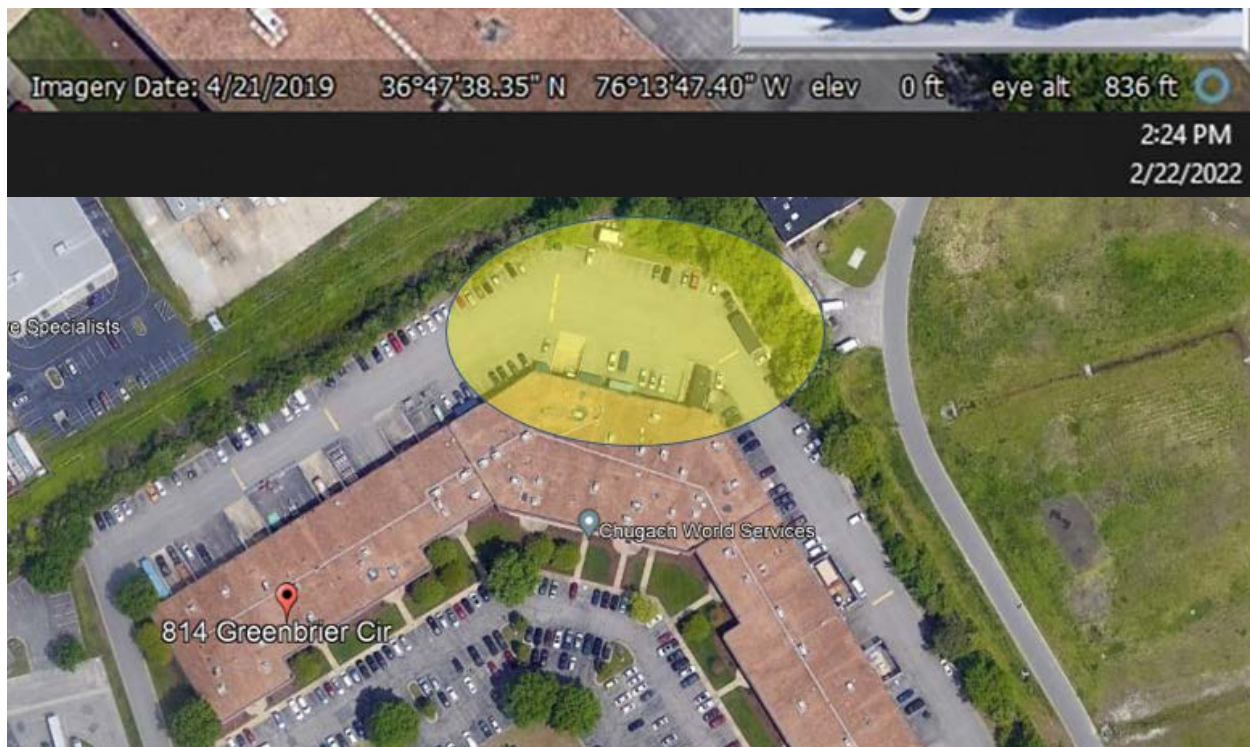 Imagery Date: 4/21/2019 36°47'38.35" N 76°13'47.40" W elev 0 ft eye alt 836 ft
2:24 PM
2/22/2022
Specialists
Chugach World Services
814 Greenbrier Cir